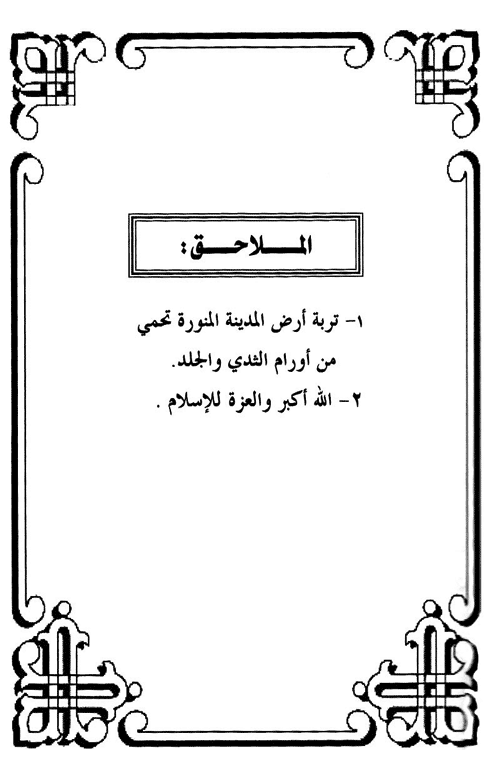 الملاحق :
١- تربة أرض المدينة المنورة تحمي
من أورام الثدي والجلد.
٢- الله أكبر والعزة للإسلام .